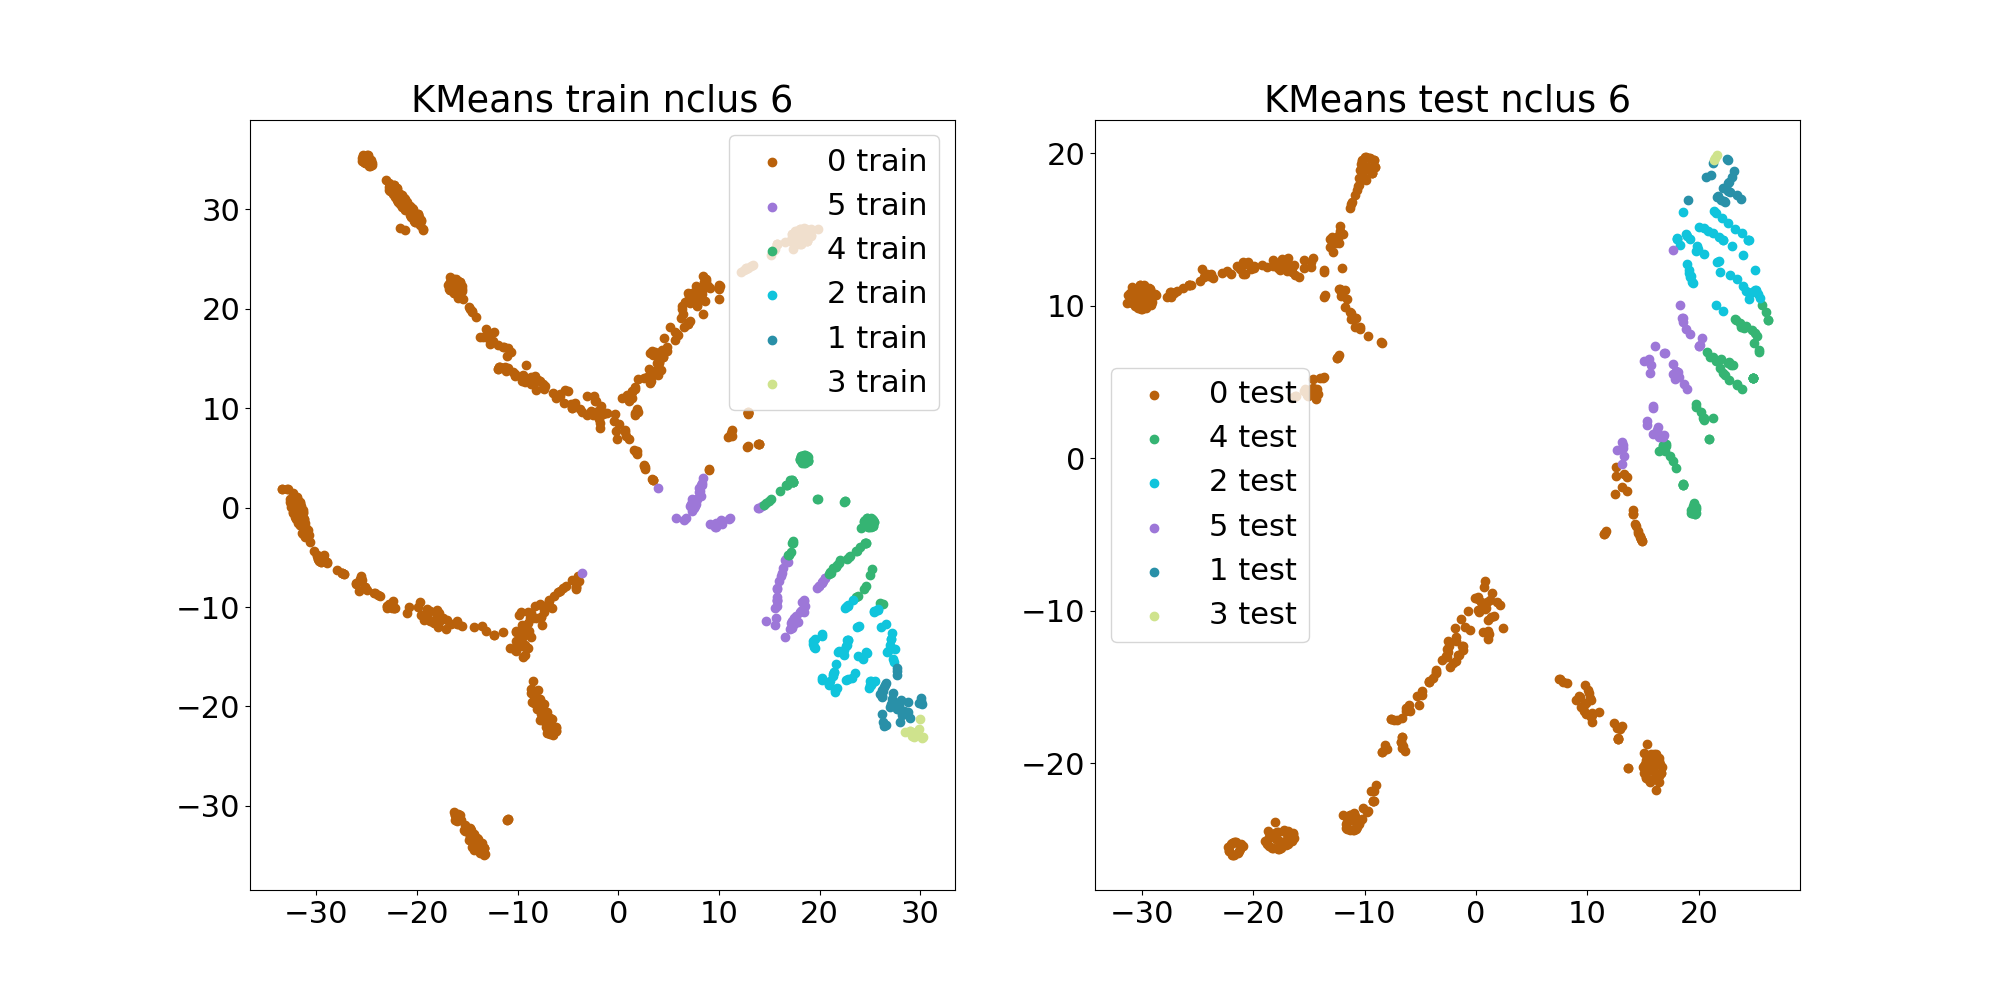 KMeans train nclus 6
0 train
5 train
4 train
2 train
1 train
3 train
30
20
10
0
−10
−20
−30
−30 −20 −10 0 10 20 30
KMeans test nclus 6
0 test
4 test
2 test
5 test
1 test
3 test
20
10
0
−10
−20
−30 −20 −10 0 10 20